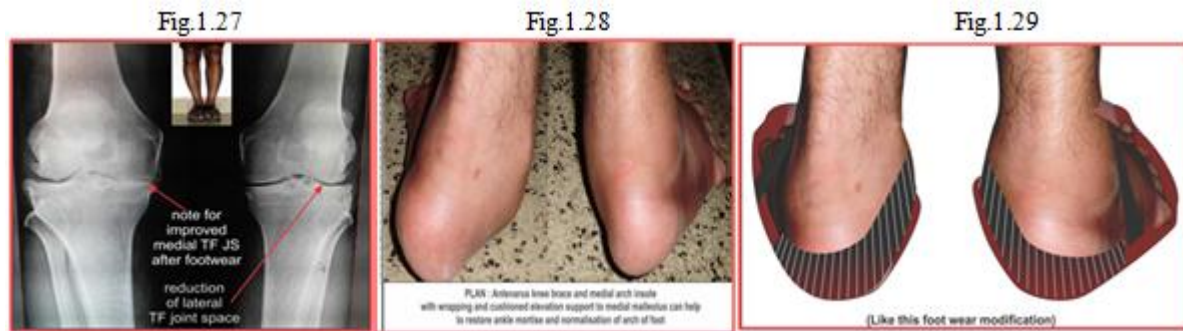 Fig.1.27
Fig.1.28
Fig.1.29
note for
improved
medial TF JS
after footwear
reduction
of lateral
TF joint space
PLAN : Antevarus knee brace and medial arch insole
with wrapping and cushioned elevation support to medial malleolus can help
to restore ankle mortise and normalisation of arch of foot
(Like this foot wear modification)